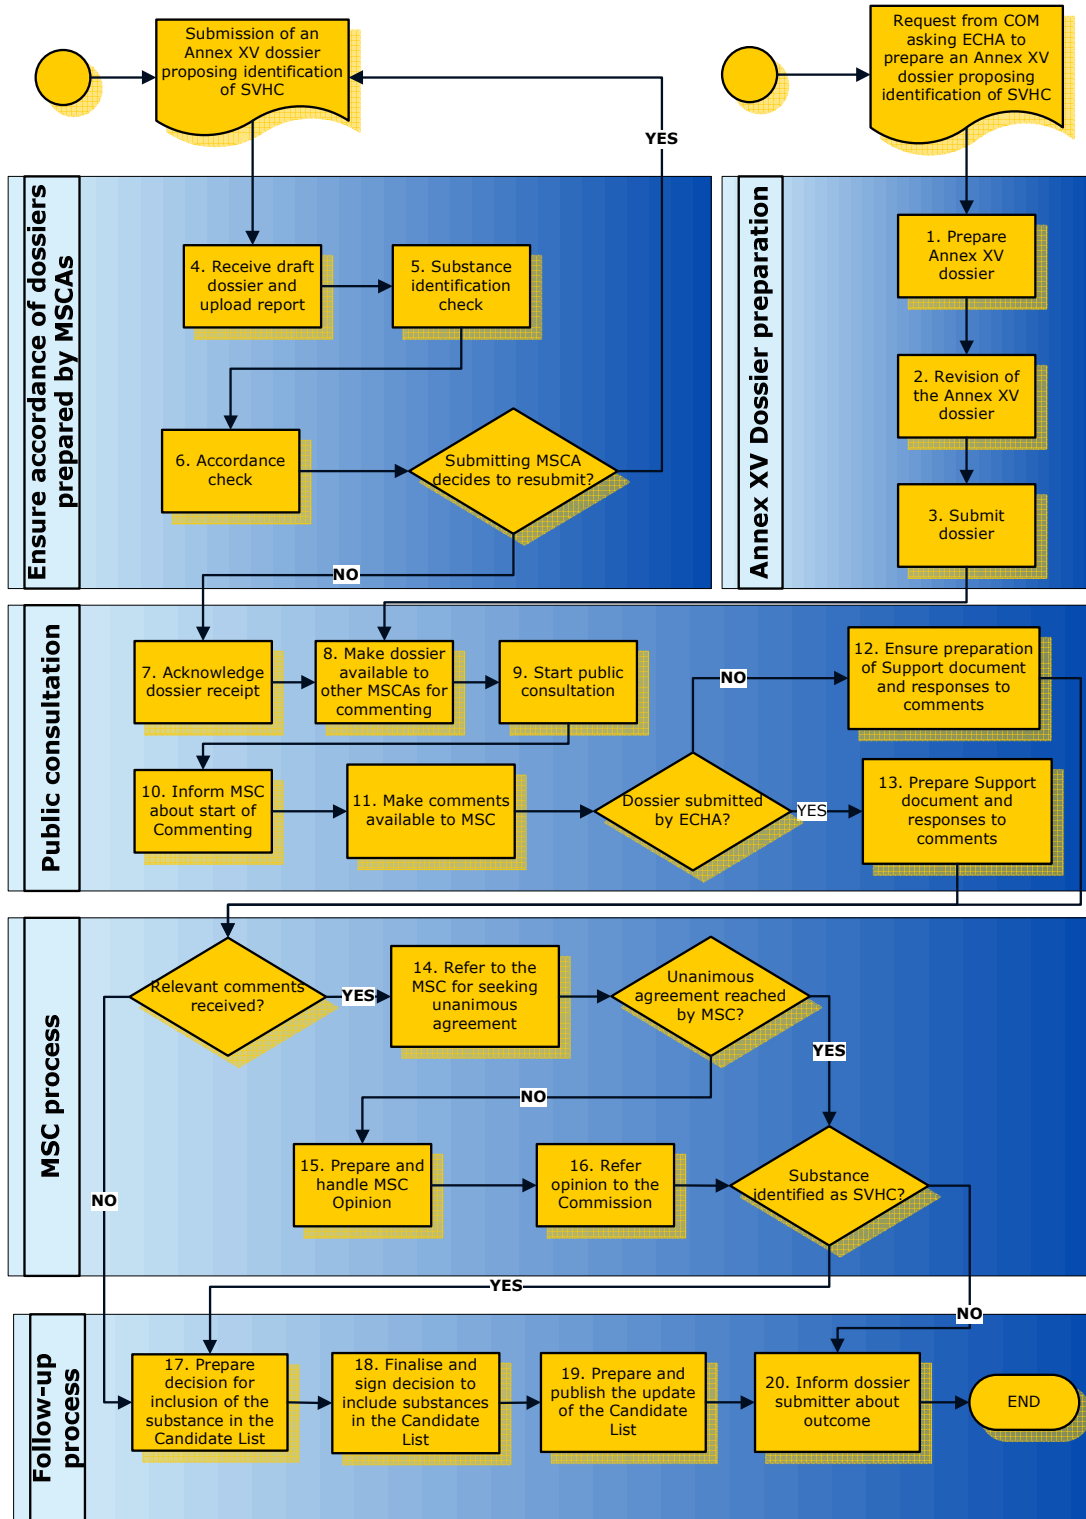 Submission of an
Annex XV dossier
proposing identification
of SVHC
Request from COM
asking ECHA to
prepare an Annex XV
dossier proposing
identification of SVHC
YES
Ensure accordance of dossiers
prepared by MSCAs
4. Receive draft
dossier and
upload report
5. Substance
identification
check
6. Accordance
check
Submitting MSCA
decides to resubmit?
NO
Annex XV Dossier preparation
1. Prepare
Annex XV
dossier
2. Revision of
the Annex XV
dossier
3. Submit
dossier
Public consultation
7. Acknowledge
dossier receipt
8. Make dossier
available to
other MSCAs for
commenting
9. Start public
consultation
NO
12. Ensure preparation
of Support document
and responses to
comments
10. Inform MSC
about start of
Commenting
11. Make comments
available to MSC
Dossier submitted
by ECHA?
YES
13. Prepare Support
document and
responses to
comments
MSC process
Relevant comments
received?
YES
14. Refer to the
MSC for seeking
unanimous
agreement
Unanimous
agreement reached
by MSC?
YES
NO
15. Prepare and
handle MSC
Opinion
16. Refer
opinion to the
Commission
Substance
identified as SVHC?
NO
YES
NO
Follow-up
process
17. Prepare
decision for
inclusion of the
substance in the
Candidate List
18. Finalise and
sign decision to
include substances
in the Candidate
List
19. Prepare and
publish the update
of the Candidate
List
20. Inform dossier
submitter about
outcome
END